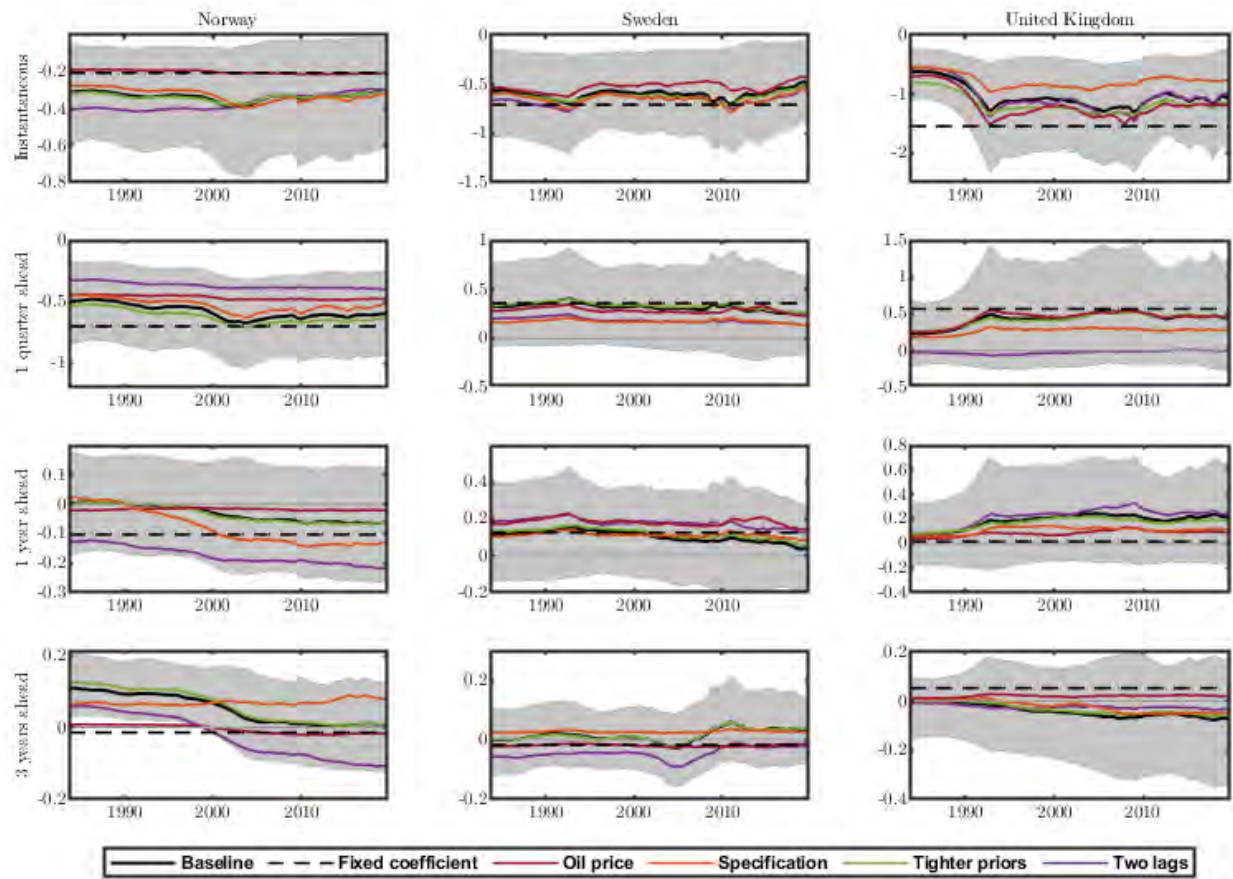 Norway Sweden United Kingdom
Instantaneous
-0.2
-0.4
-0.6
-0.8
1990 2000 2010
0
-0.5
-1
-1.5
1990 2000 2010
0
-1
-2
1990 2000 2010
1 quarter ahead
0
-0.5
-1
1990 2000 2010
1
0.5
0
-0.5
1990 2000 2010
1.5
1
0.5
0
-0.5
1990 2000 2010
1 year ahead
0.1
0
-0.1
-0.2
-0.3
1990 2000 2010
0.4
0.2
0
-0.2
1990 2000 2010
0.8
0.6
0.4
0.2
0
-0.2
-0.4
1990 2000 2010
3 years ahead
0.2
0
-0.2
1990 2000 2010
0.2
0
-0.2
1990 2000 2010
0.2
0
-0.2
-0.4
1990 2000 2010
Baseline Fixed coefficient Oil price Specification Tighter priors Two lags